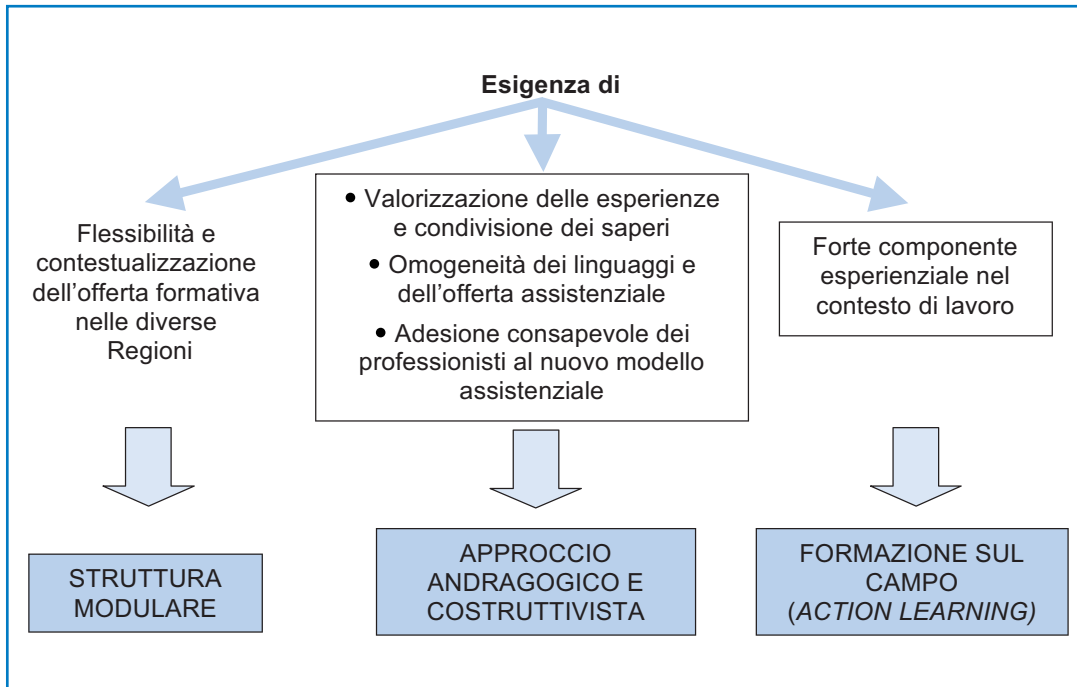 Esigenza di
Flessibilità e
contestualizzazione
dell’offerta formativa
nelle diverse
Regioni
• Valorizzazione delle esperienze
e condivisione dei saperi
• Omogeneità dei linguaggi e
dell’offerta assistenziale
• Adesione consapevole dei
professionisti al nuovo modello
assistenziale
Forte componente
esperienziale nel
contesto di lavoro
STRUTTURA
MODULARE
APPROCCIO
ANDRAGOGICO E
COSTRUTTIVISTA
FORMAZIONE SUL
CAMPO
(ACTION LEARNING)